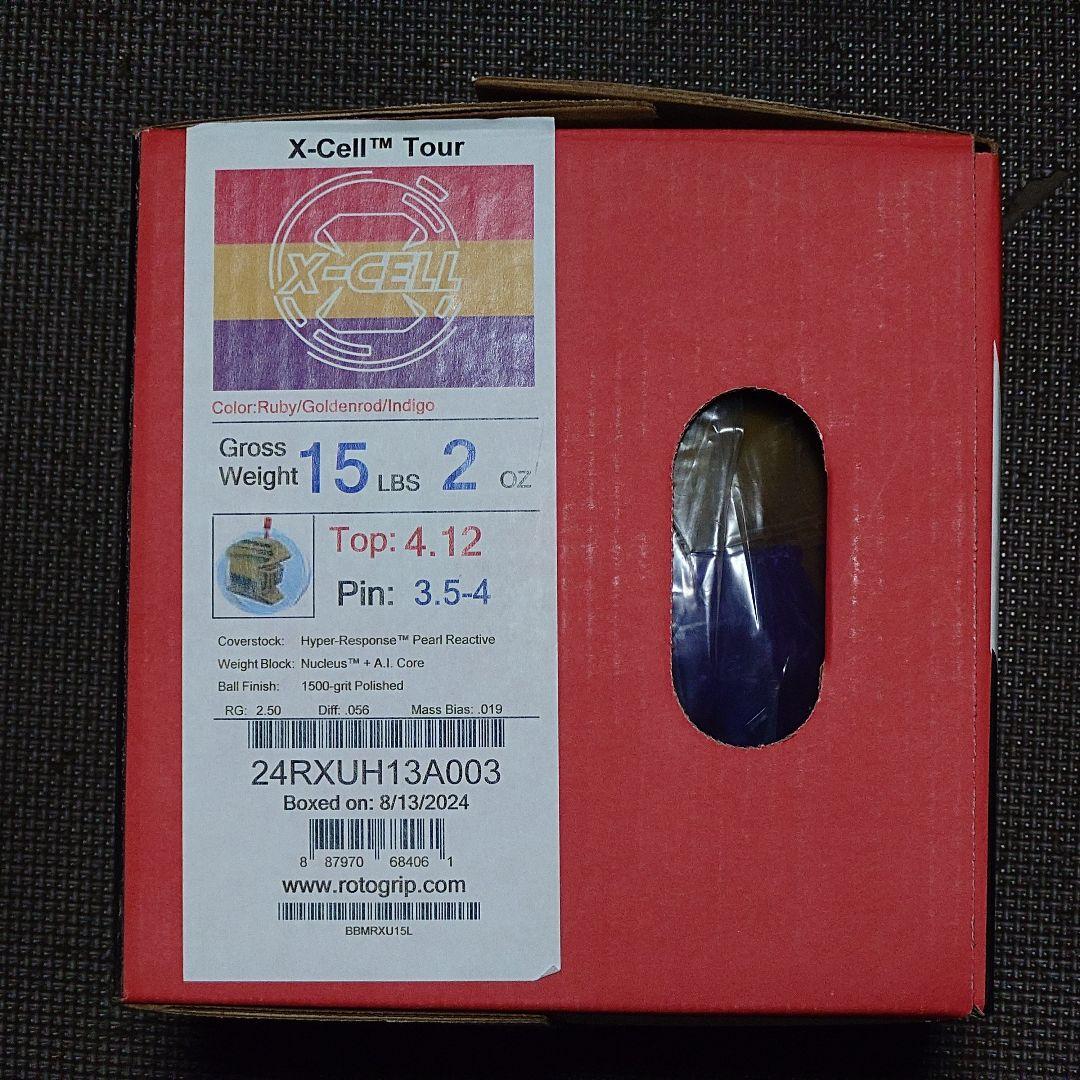 X-Cell™ Tour
X-CELL
Color:Ruby/Goldenrod/Indigo
Gross Weight 15 LBS 2 OZ
Top: 4.12
Pin: 3.5-4
Coverstock: Hyper-Response™ Pearl Reactive
Weight Block: Nucleus™ + A.I. Core
Ball Finish: 1500-grit Polished
RG: 2.50 Diff: .056 Mass Bias: .019
24RXUH13A003
Boxed on: 8/13/2024
8 87970 68406 1
www.rotogrip.com
BBMRXU15L